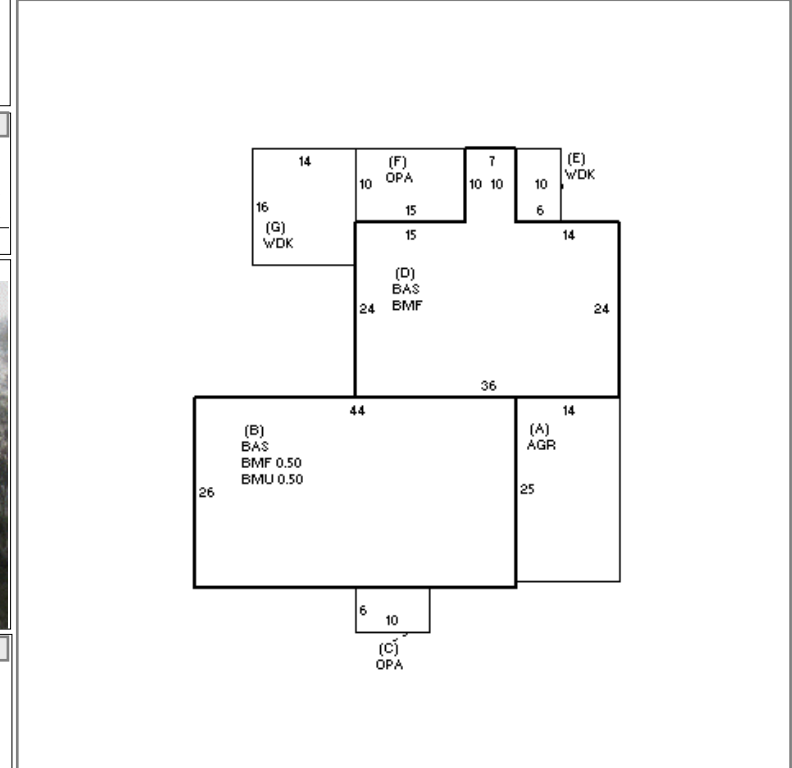 14
(F)
OPA
7
(E)
WDK
10
10 10
10
16
15
6
(G)
WDK
15
14
(D)
BAS
BMF
24
24
36
44
14
(B)
BAS
BMF 0.50
BMU 0.50
(A)
AGR
26
25
6
10
(C)
OPA